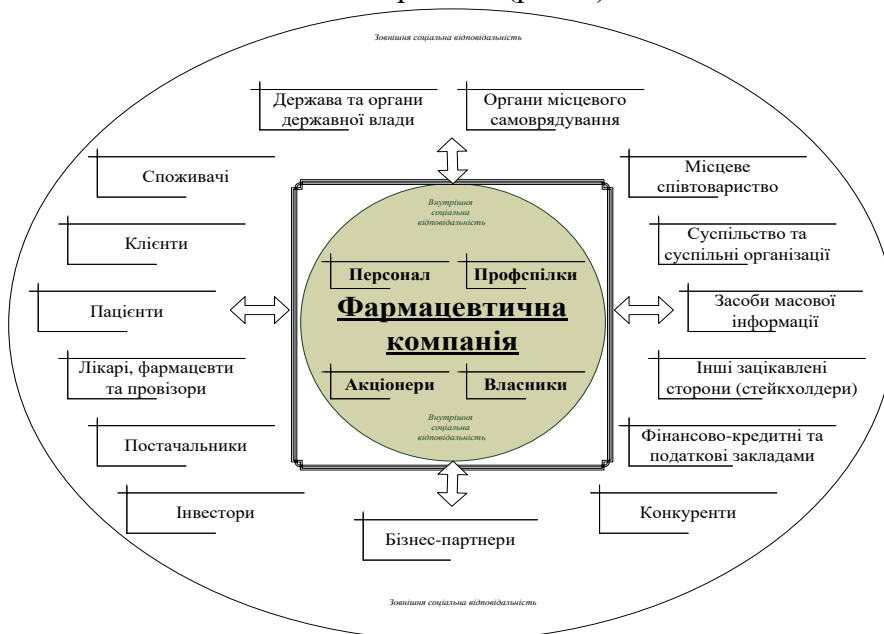 Зовнішня соціальна відповідальність
Держава та органи
державної влади
Органи місцевого
самоврядування
Споживачі
Місцеве
співтовариство
Внутрішня
соціальна
відповідальність
Клієнти
Суспільство та
суспільні організації
Персонал
Профспілки
Пацієнти
Фармацевтична
компанія
Засоби масової
інформації
Лікарі, фармацевти
та провізори
Акціонери
Власники
Інші зацікавлені
сторони (стейкхолдери)
Внутрішня
соціальна
відповідальність
Постачальники
Фінансово-кредитні та
податкові закладами
Інвестори
Бізнес-партнери
Конкуренти
Зовнішня соціальна відповідальність